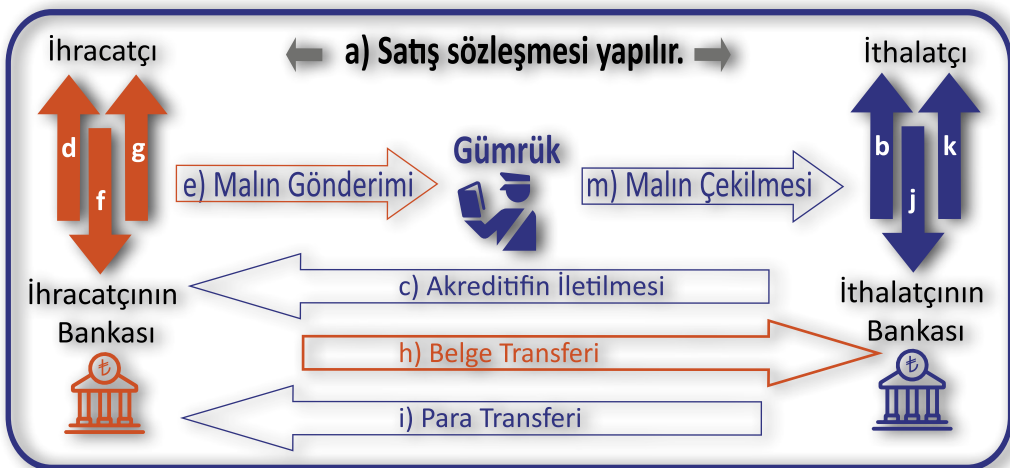 İhracatçı
a) Satış sözleşmesi yapılır.
İthalatçı
d
g
f
e) Malın Gönderimi
Gümrük
m) Malın Çekilmesi
b
k
j
İhracatçının
Bankası
c) Akreditifin İletilmesi
İthalatçının
Bankası
h) Belge Transferi
₺
₺
i) Para Transferi